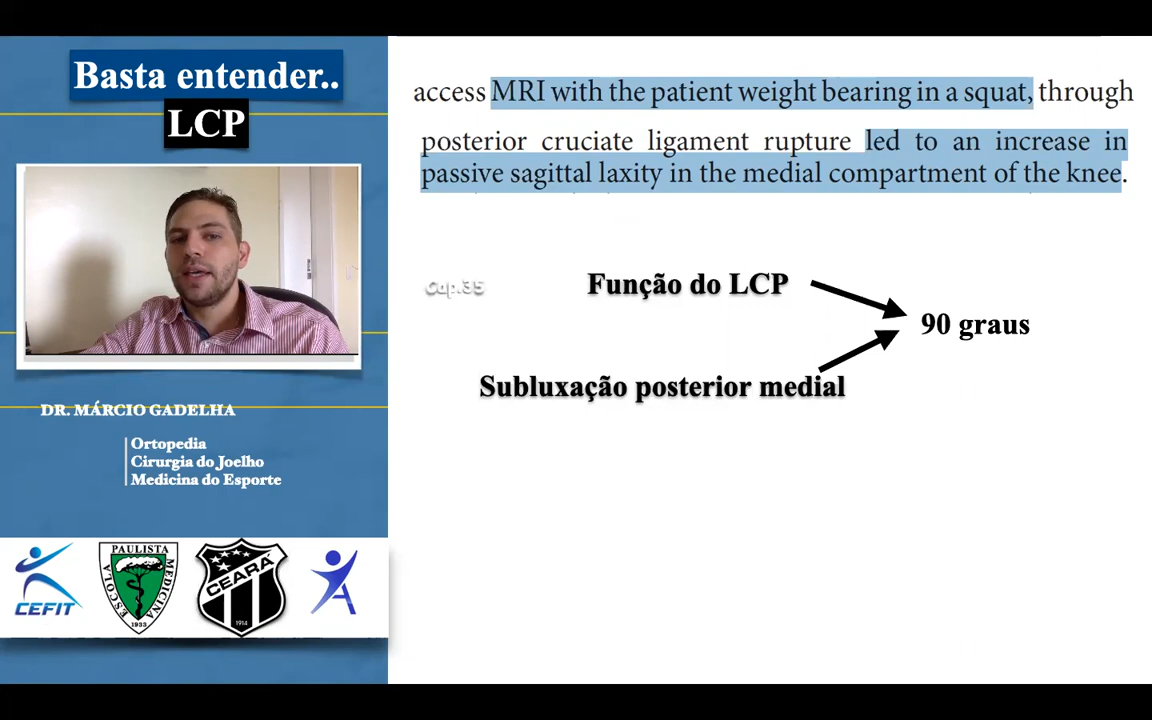 Basta entender..
LCP
DR. MÁRCIO GADELHA
Ortopedia
Cirurgia do Joelho
Medicina do Esporte
CEFIT
PAULISTA
ESCOLA
MEDICINA
1933
CEARÁ
1914
A
access MRI with the patient weight bearing in a squat, through
posterior cruciate ligament rupture led to an increase in
passive sagittal laxity in the medial compartment of the knee.
Cap.35
Função do LCP
90 graus
Subluxação posterior medial